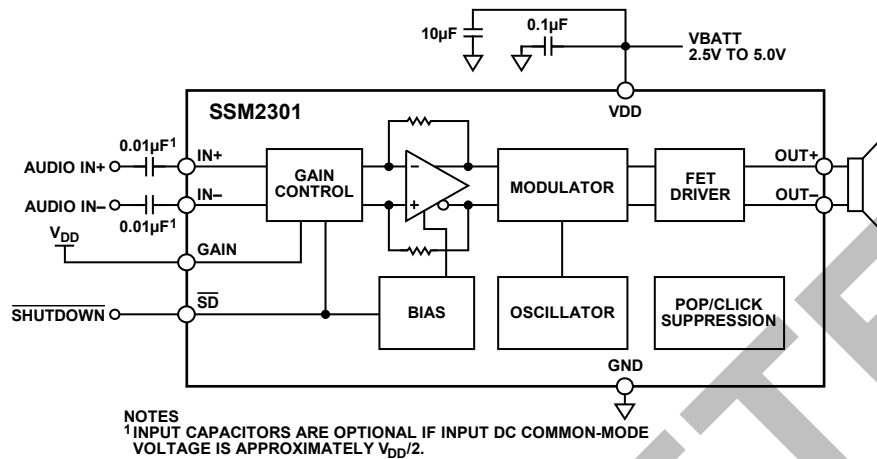 10µF
0.1µF
VBATT
2.5V TO 5.0V
SSM2301
VDD
0.01µF1
AUDIO IN+
IN+
AUDIO IN–
IN–
0.01µF1
GAIN
CONTROL
MODULATOR
FET
DRIVER
OUT+
OUT–
VDD
GAIN
SHUTDOWN
SD
BIAS
OSCILLATOR
POP/CLICK
SUPPRESSION
GND
NOTES
1 INPUT CAPACITORS ARE OPTIONAL IF INPUT DC COMMON-MODE
VOLTAGE IS APPROXIMATELY VDD/2.